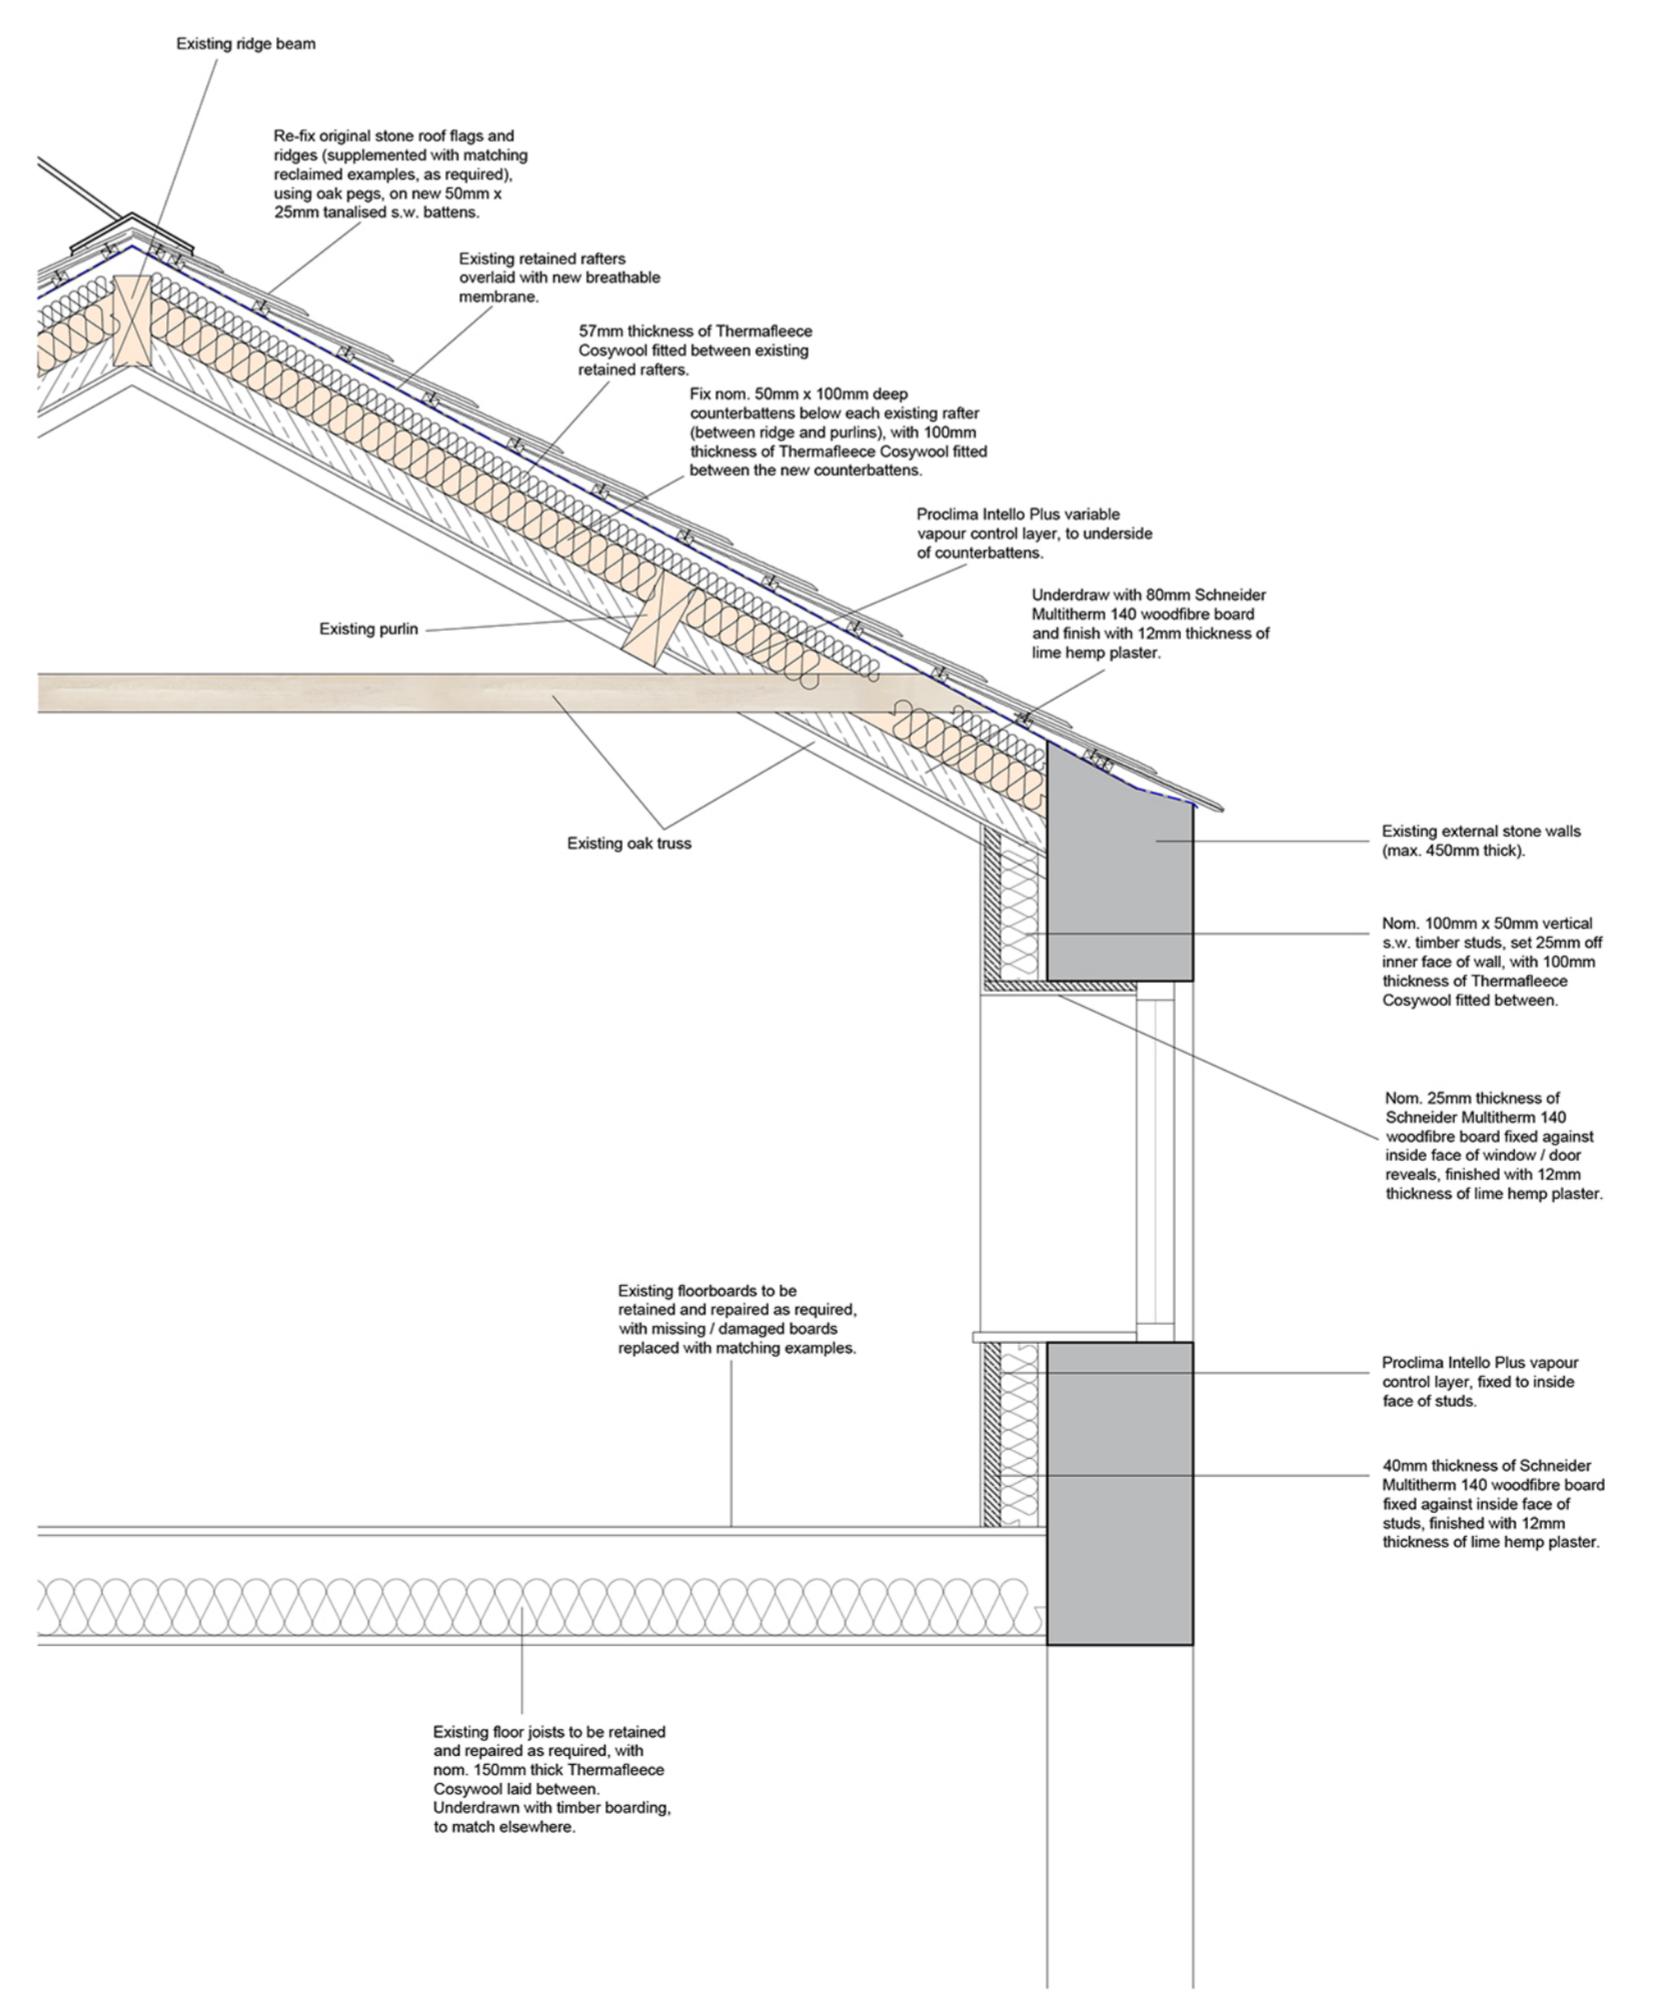 Existing ridge beam
Re-fix original stone roof flags and
ridges (supplemented with matching
reclaimed examples, as required),
using oak pegs, on new 50mm x
25mm tanalised s.w. battens.
Existing retained rafters
overlaid with new breathable
membrane.
57mm thickness of Thermafleece
Cosywool fitted between existing
retained rafters.
Fix nom. 50mm x 100mm deep
counterbattens below each existing rafter
(between ridge and purlins), with 100mm
thickness of Thermafleece Cosywool fitted
between the new counterbattens.
Proclima Intello Plus variable
vapour control layer, to underside
of counterbattens.
Underdraw with 80mm Schneider
Multitherm 140 woodfibre board
and finish with 12mm thickness of
lime hemp plaster.
Existing purlin
Existing oak truss
Existing external stone walls
(max. 450mm thick).
Nom. 100mm x 50mm vertical
s.w. timber studs, set 25mm off
inner face of wall, with 100mm
thickness of Thermafleece
Cosywool fitted between.
Nom. 25mm thickness of
Schneider Multitherm 140
woodfibre board fixed against
inside face of window / door
reveals, finished with 12mm
thickness of lime hemp plaster.
Existing floorboards to be
retained and repaired as required,
with missing / damaged boards
replaced with matching examples.
Proclima Intello Plus vapour
control layer, fixed to inside
face of studs.
40mm thickness of Schneider
Multitherm 140 woodfibre board
fixed against inside face of
studs, finished with 12mm
thickness of lime hemp plaster.
Existing floor joists to be retained
and repaired as required, with
nom. 150mm thick Thermafleece
Cosywool laid between.
Underdrawn with timber boarding,
to match elsewhere.